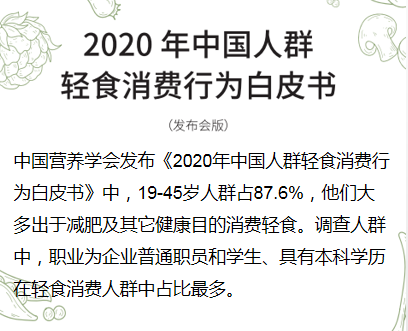 2020 年中国人群
轻食消费行为白皮书
（发布会版）
中国营养学会发布《2020年中国人群轻食消费行
为白皮书》中，19-45岁人群占87.6%，他们大
多出于减肥及其它健康目的消费轻食。调查人群
中，职业为企业普通职员和学生、具有本科学历
在轻食消费人群中占比最多。